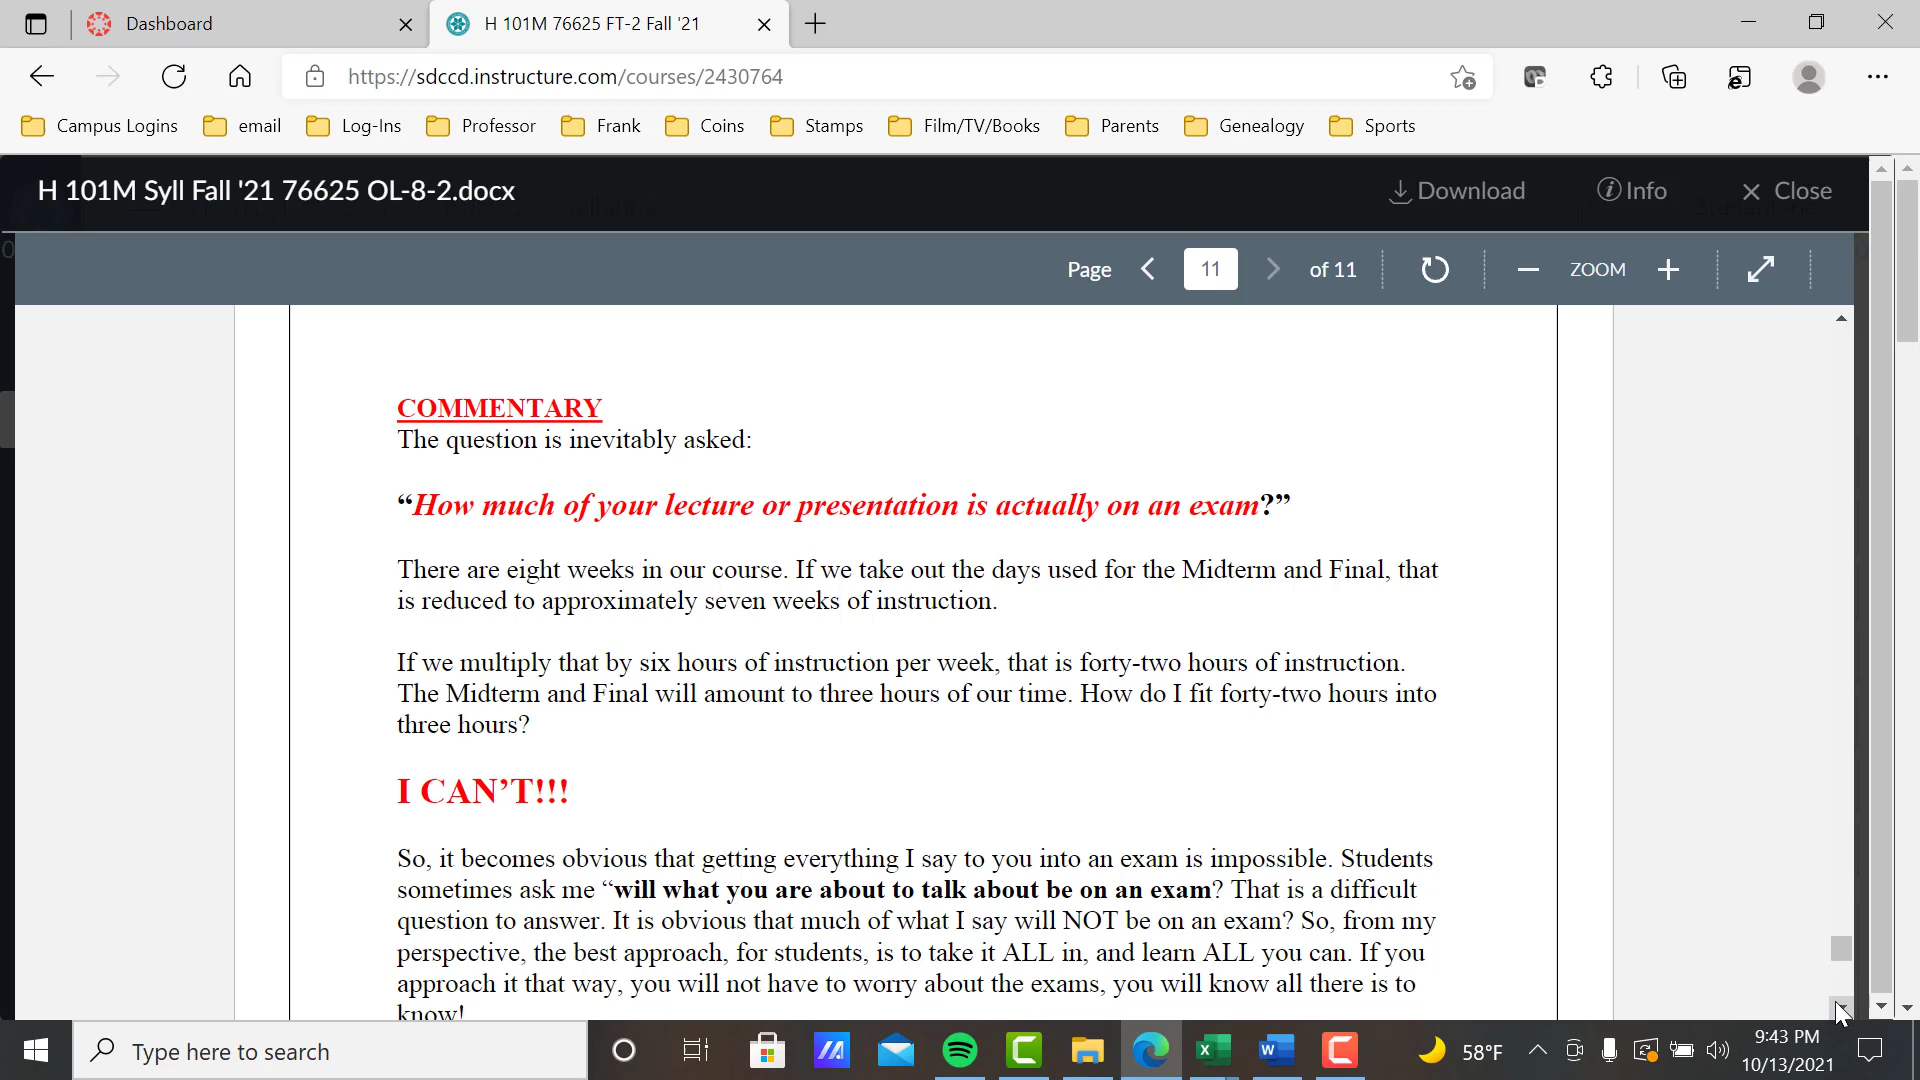 Dashboard
H 101M 76625 FT-2 Fall '21
https://sdccd.instructure.com/courses/2430764
Campus Logins
email
Log-Ins
Professor
Frank
Coins
Stamps
Film/TV/Books
Parents
Genealogy
Sports
H 101M Syll Fall '21 76625 OL-8-2.docx
Download
Info
Close
Page
11
of 11
ZOOM
COMMENTARY
The question is inevitably asked:
“How much of your lecture or presentation is actually on an exam?”
There are eight weeks in our course. If we take out the days used for the Midterm and Final, that
is reduced to approximately seven weeks of instruction.
If we multiply that by six hours of instruction per week, that is forty-two hours of instruction.
The Midterm and Final will amount to three hours of our time. How do I fit forty-two hours into
three hours?
I CAN’T!!!
So, it becomes obvious that getting everything I say to you into an exam is impossible. Students
sometimes ask me “will what you are about to talk about be on an exam? That is a difficult
question to answer. It is obvious that much of what I say will NOT be on an exam? So, from my
perspective, the best approach, for students, is to take it ALL in, and learn ALL you can. If you
approach it that way, you will not have to worry about the exams, you will know all there is to
know!
Type here to search
58°F
9:43 PM
10/13/2021